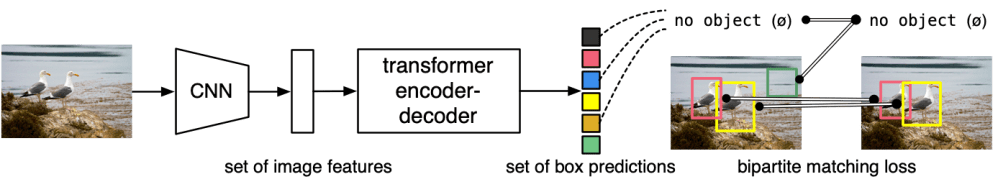 no object (ø)
no object (ø)
CNN
transformer
encoder-
decoder
set of image features
set of box predictions
bipartite matching loss